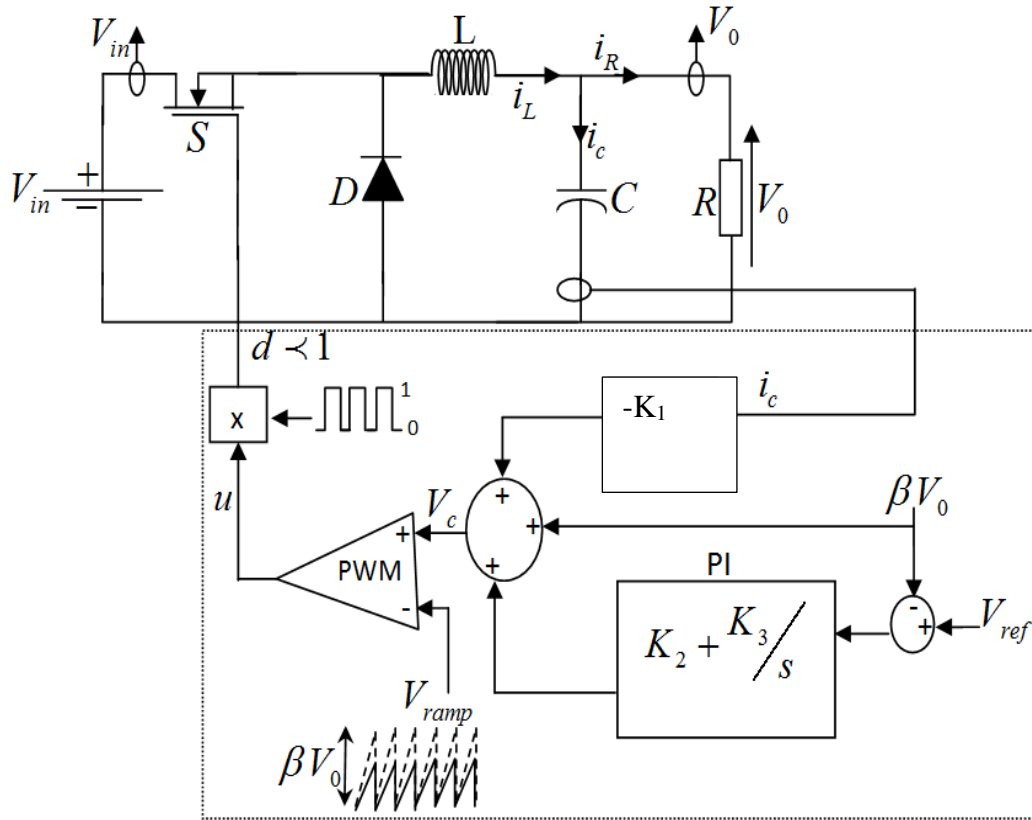 V_in
L
i_R
V_0
i_L
S
i_c
V_in
+
−
D
C
R
V_0
d ≺ 1
x
1
0
-K₁
i_c
u
V_c
+
+
+
βV_0
PWM
+
-
PI
K_2 + K_3/s
-
+
V_ref
V_ramp
βV_0